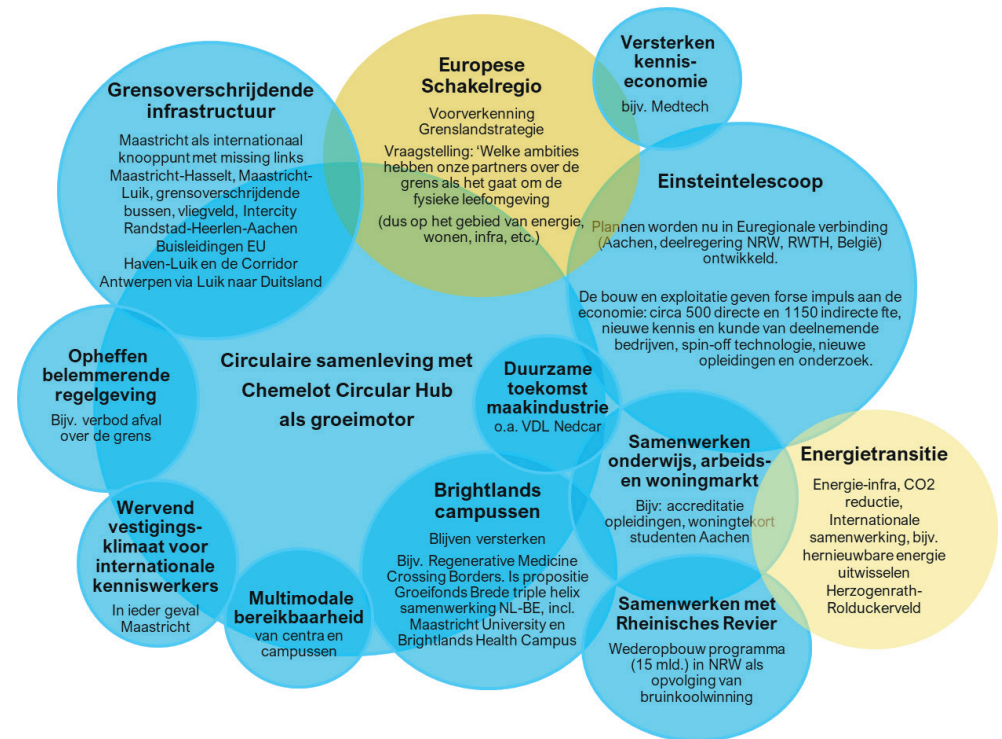 Grensoverschrijdende
infrastructuur
Maastricht als internationaal
knooppunt met missing links
Maastricht-Hasselt, Maastricht-
Luik, grensoverschrijdende
bussen, vliegveld, Intercity
Randstad-Heerlen-Aachen
Buisleidingen EU
Haven-Luik en de Corridor
Antwerpen via Luik naar Duitsland
Europese
Schakelregio
Voorverkenning
Grenslandstrategie
Vraagstelling: ‘Welke ambities
hebben onze partners over de
grens als het gaat om de
fysieke leefomgeving
(dus op het gebied van energie,
wonen, infra, etc.)
Versterken
kennis-
economie
bijv. Medtech
Einsteintelescoop
Plannen worden nu in Euregionale verbinding
(Aachen, deelregering NRW, RWTH, België)
ontwikkeld.
De bouw en exploitatie geven forse impuls aan de
economie: circa 500 directe en 1150 indirecte fte,
nieuwe kennis en kunde van deelnemende
bedrijven, spin-off technologie, nieuwe
opleidingen en onderzoek.
Opheffen
belemmerende
regelgeving
Bijv. verbod afval
over de grens
Circulaire samenleving met
Chemelot Circular Hub
als groeimotor
Duurzame
toekomst
maakindustrie
o.a. VDL Nedcar
Samenwerken
onderwijs, arbeids-
en woningmarkt
Bijv: accreditatie
opleidingen, woningtekort
studenten Aachen
Energietransitie
Energie-infra, CO2
reductie,
Internationale
samenwerking, bijv.
hernieuwbare energie
uitwisselen
Herzogenrath-
Rolduckerveld
Wervend
vestigings-
klimaat voor
internationale
kenniswerkers
In ieder geval
Maastricht
Multimodale
bereikbaarheid
van centra en
campussen
Brightlands
campussen
Blijven versterken
Bijv. Regenerative Medicine
Crossing Borders. Is propositie
Groeifonds Brede triple helix
samenwerking NL-BE, incl.
Maastricht University en
Brightlands Health Campus
Samenwerken met
Rheinisches Revier
Wederopbouw programma
(15 mld.) in NRW als
opvolging van
bruinkoolwinning